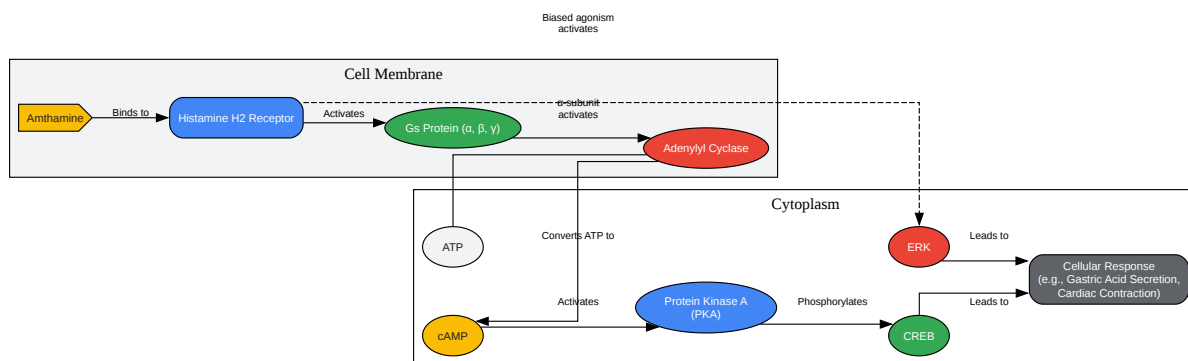 Biased agonism
activates
Cell Membrane
Amthamine
Binds to
Histamine H2 Receptor
Activates
Gs Protein (α, β, γ)
α-subunit
activates
Adenylyl Cyclase
Cytoplasm
ATP
Converts ATP to
ERK
Leads to
Cellular Response
(e.g., Gastric Acid Secretion,
Cardiac Contraction)
cAMP
Activates
Protein Kinase A
(PKA)
Phosphorylates
CREB
Leads to